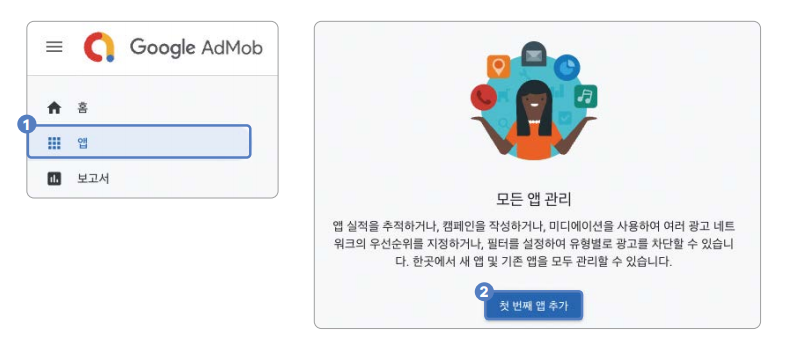 Google AdMob
홈
1
앱
보고서
모든 앱 관리
앱 실적을 추적하거나, 캠페인을 작성하거나, 미디에이션을 사용하여 여러 광고 네트
워크의 우선순위를 지정하거나, 필터를 설정하여 유형별로 광고를 차단할 수 있습니
다. 한곳에서 새 앱 및 기존 앱을 모두 관리할 수 있습니다.
2
첫 번째 앱 추가